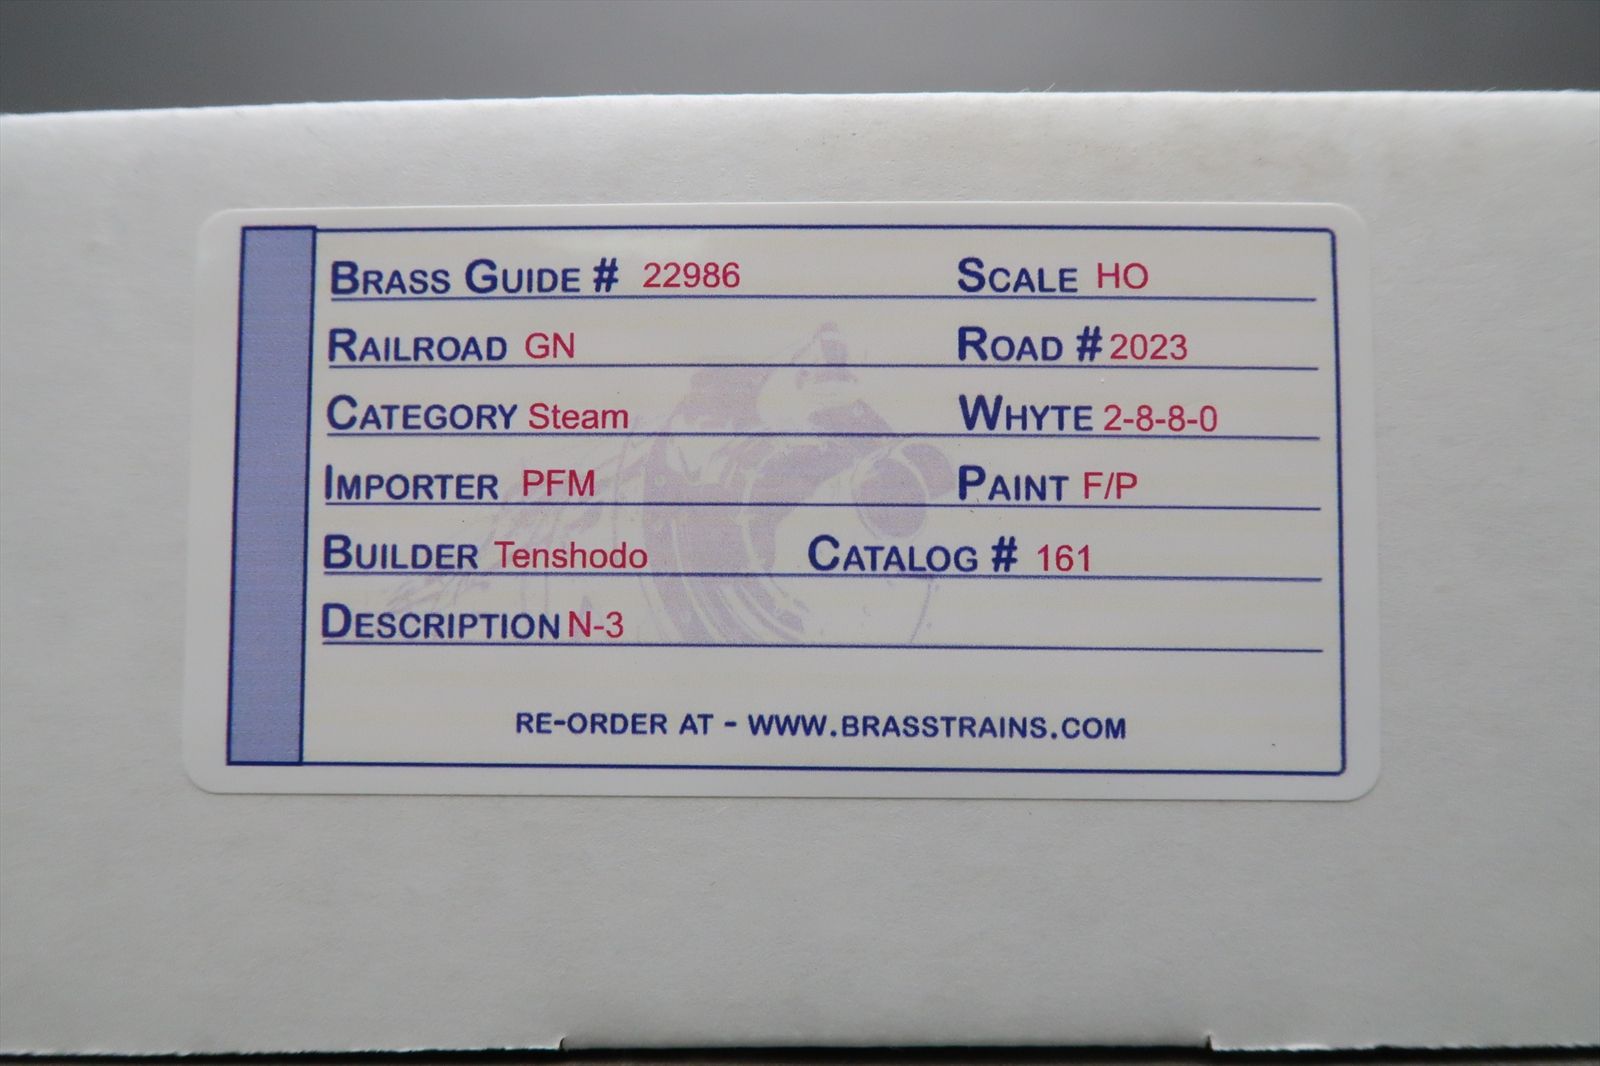 BRASS GUIDE # 22986 SCALE HO
RAILROAD GN ROAD # 2023
CATEGORY Steam WHYTE 2-8-8-0
IMPORTER PFM PAINT F/P
BUILDER Tenshodo CATALOG # 161
DESCRIPTION N-3
RE-ORDER AT - WWW.BRASSTRAINS.COM